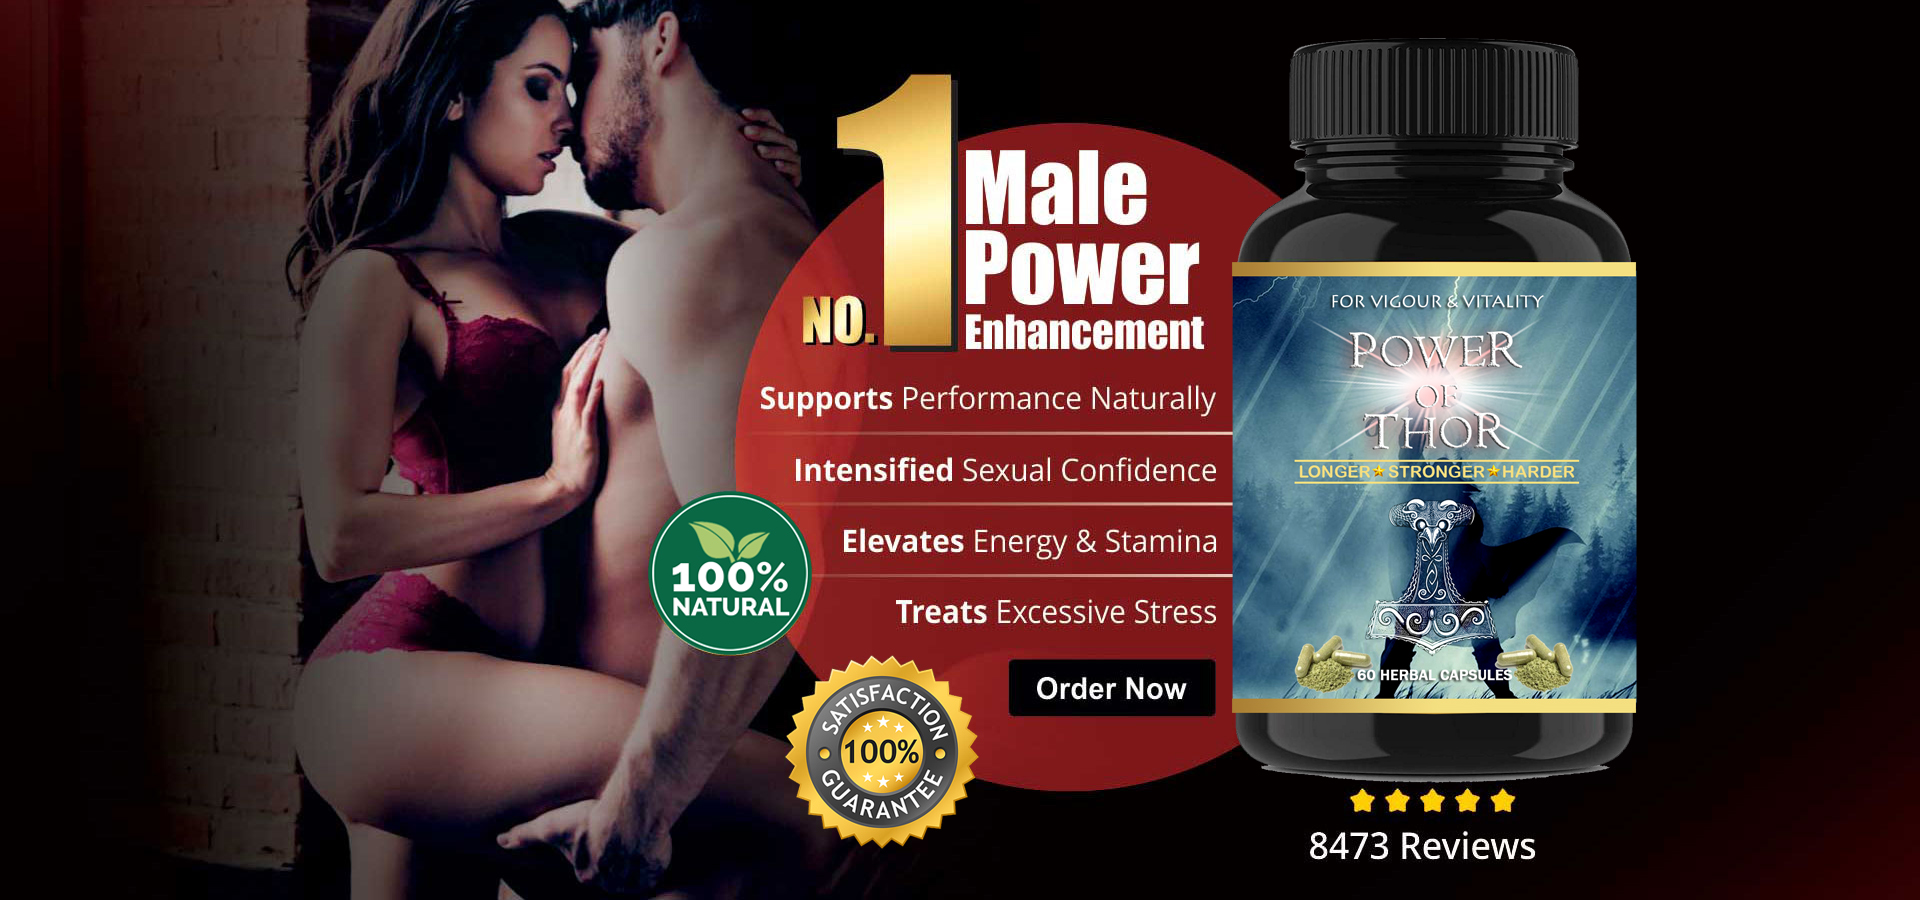 NO.1
Male
Power
Enhancement
Supports Performance Naturally
Intensified Sexual Confidence
Elevates Energy & Stamina
Treats Excessive Stress
Order Now
100%
NATURAL
SATISFACTION
100%
GUARANTEE
FOR VIGOUR & VITALITY
POWER
OF
THOR
LONGER★STRONGER★HARDER
60 HERBAL CAPSULES
8473 Reviews